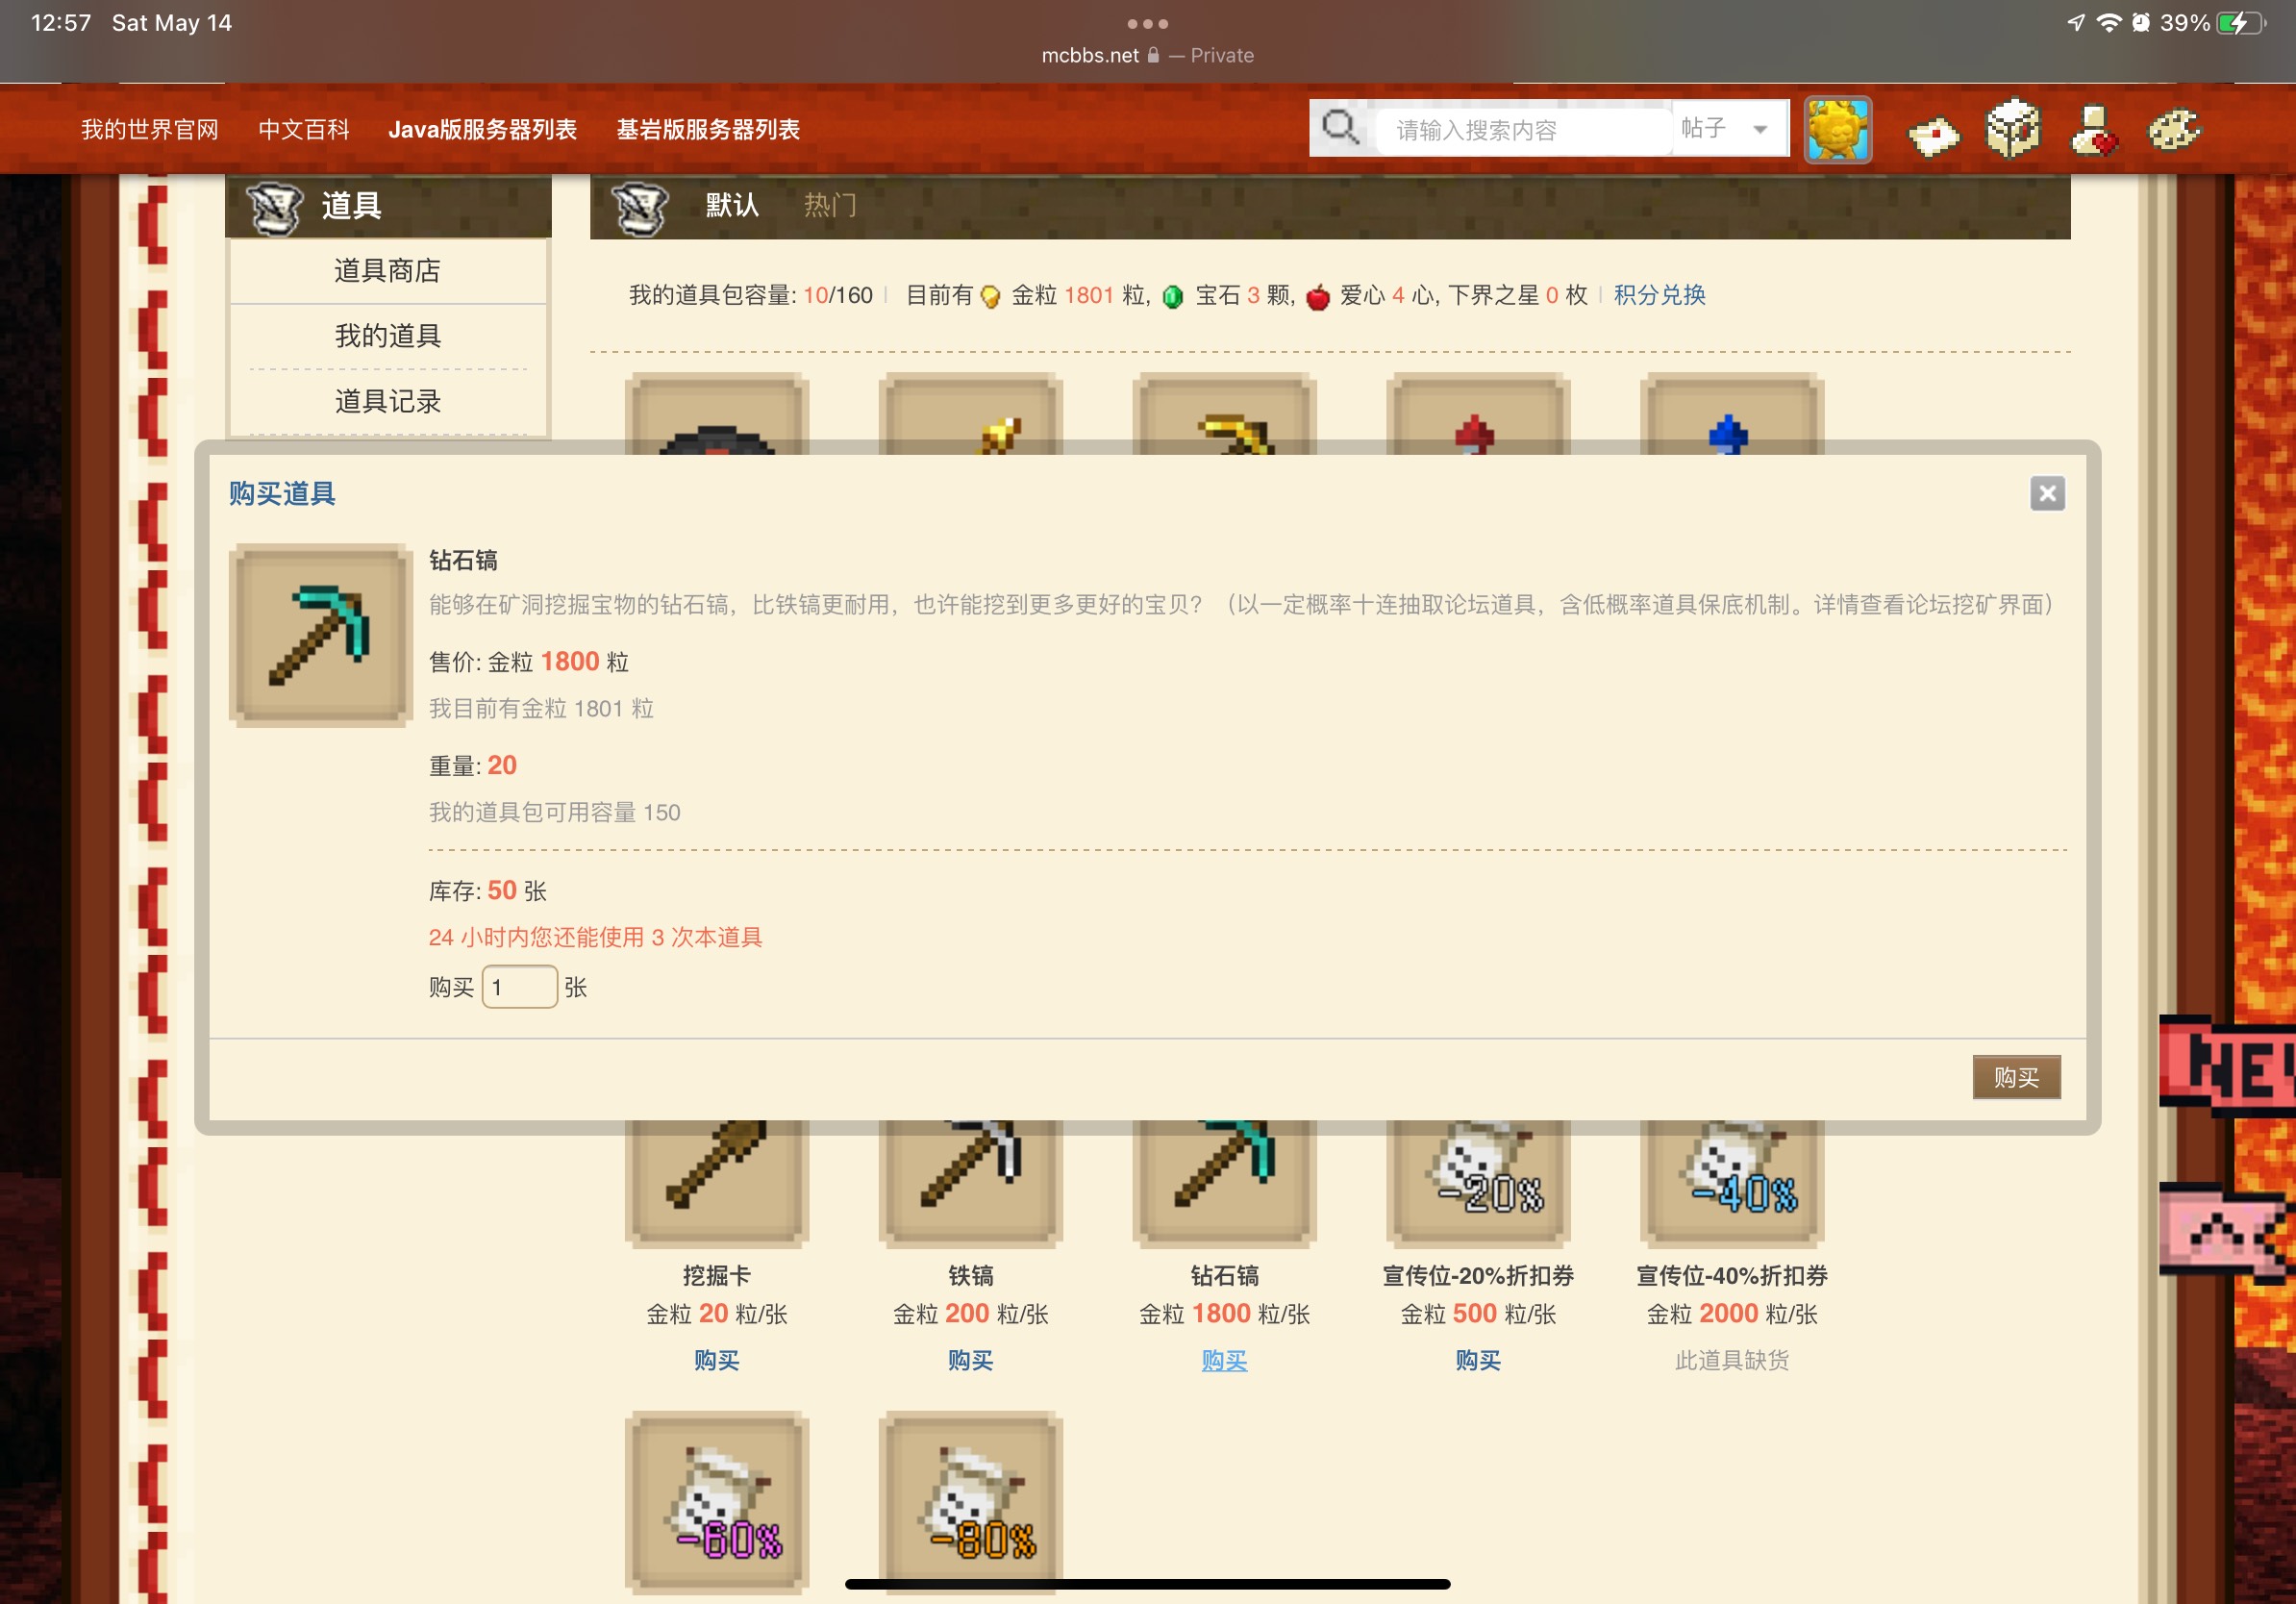 12:57 Sat May 14
39%
mcbbs.net — Private
我的世界官网 中文百科 Java版服务器列表 基岩版服务器列表 请输入搜索内容 帖子
道具 默认 热门
道具商店
我的道具包容量: 10/160 目前有 金粒 1801 粒, 宝石 3 颗, 爱心 4 心, 下界之星 0 枚 积分兑换
我的道具
道具记录
购买道具
钻石镐
能够在矿洞挖掘宝物的钻石镐，比铁镐更耐用，也许能挖到更多更好的宝贝？（以一定概率十连抽取论坛道具，含低概率道具保底机制。详情查看论坛挖矿界面）
售价: 金粒 1800 粒
我目前有金粒 1801 粒
重量: 20
我的道具包可用容量 150
库存: 50 张
24 小时内您还能使用 3 次本道具
购买 1 张
购买
NEW
-20% -40%
挖掘卡 铁镐 钻石镐 宣传位-20%折扣券 宣传位-40%折扣券
金粒 20 粒/张 金粒 200 粒/张 金粒 1800 粒/张 金粒 500 粒/张 金粒 2000 粒/张
购买 购买 购买 购买 此道具缺货
-60% -80%